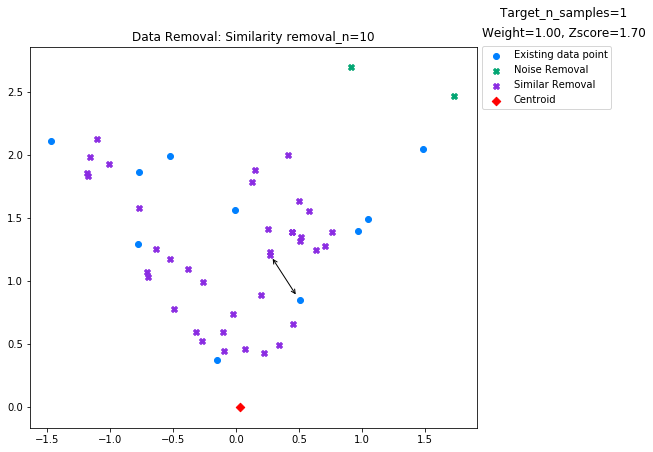 Target_n_samples=1
Weight=1.00, Zscore=1.70
Data Removal: Similarity removal_n=10
Existing data point
Noise Removal
Similar Removal
Centroid
2.5
2.0
1.5
1.0
0.5
0.0
−1.5 −1.0 −0.5 0.0 0.5 1.0 1.5